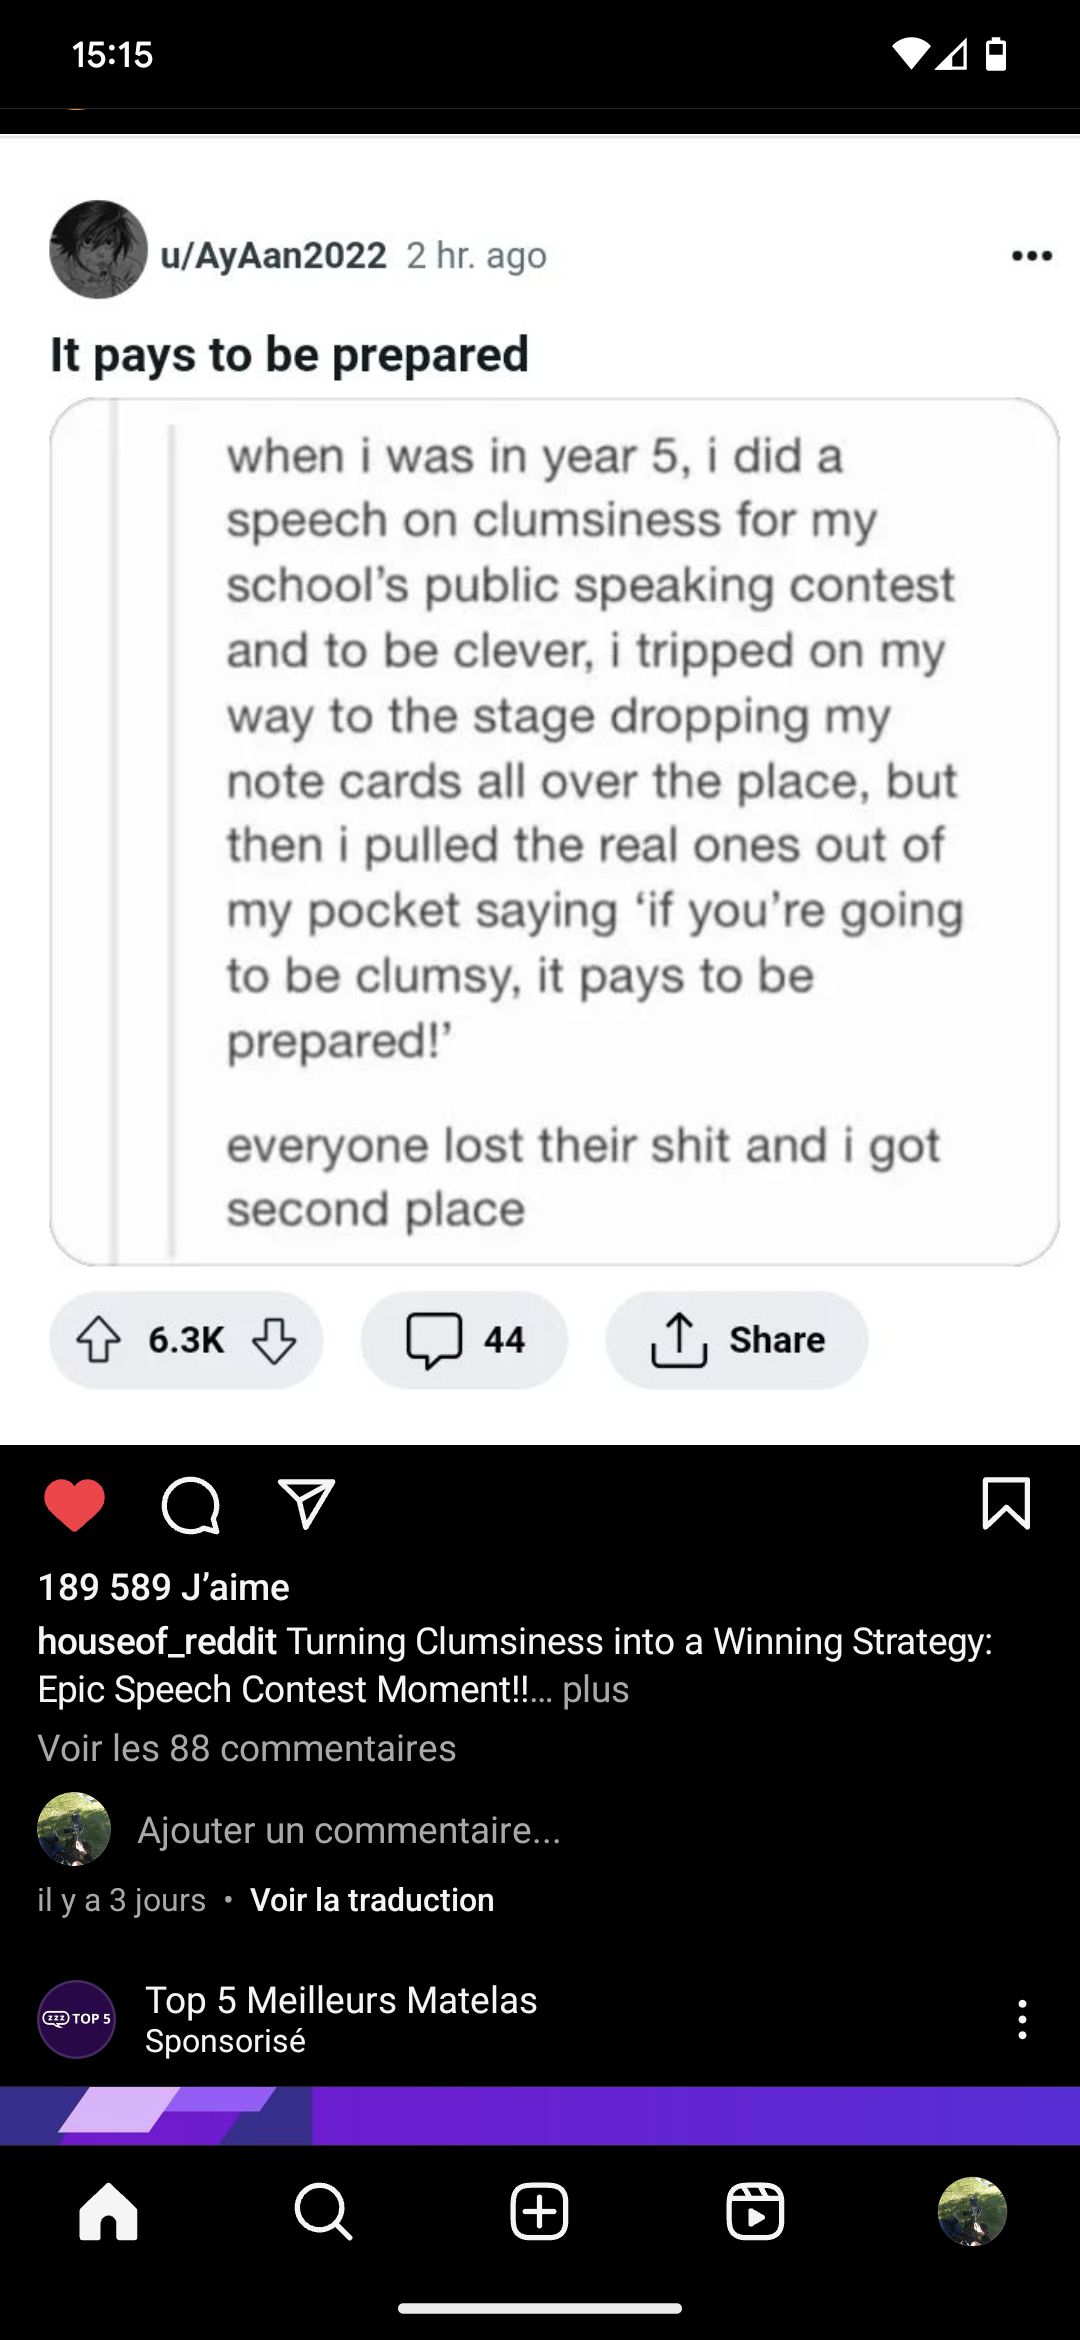 15:15
u/AyAan2022 2 hr. ago
It pays to be prepared
when i was in year 5, i did a
speech on clumsiness for my
school's public speaking contest
and to be clever, i tripped on my
way to the stage dropping my
note cards all over the place, but
then i pulled the real ones out of
my pocket saying ‘if you’re going
to be clumsy, it pays to be
prepared!’
everyone lost their shit and i got
second place
6.3K
44
Share
189 589 J’aime
houseof_reddit Turning Clumsiness into a Winning Strategy:
Epic Speech Contest Moment!!... plus
Voir les 88 commentaires
Ajouter un commentaire...
il y a 3 jours • Voir la traduction
zzz TOP 5
Top 5 Meilleurs Matelas
Sponsorisé